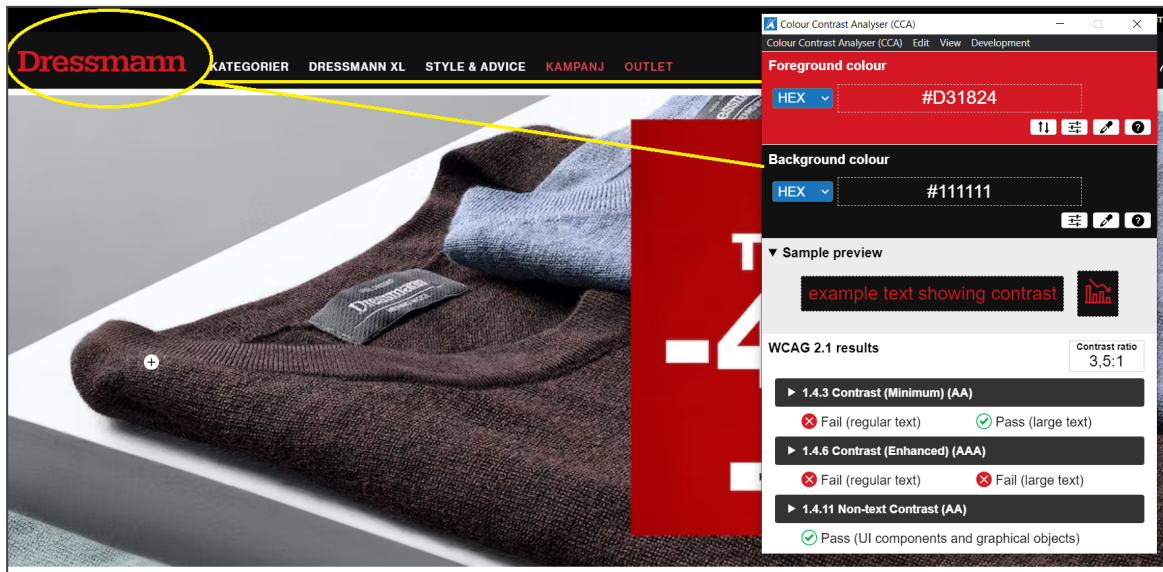 Dressmann
KATEGORIER DRESSMANN XL STYLE & ADVICE KAMPANJ OUTLET
Dressmann
Colour Contrast Analyser (CCA)
Colour Contrast Analyser (CCA) Edit View Development
Foreground colour
HEX #D31824
Background colour
HEX #111111
Sample preview
example text showing contrast
WCAG 2.1 results
Contrast ratio
3,5:1
1.4.3 Contrast (Minimum) (AA)
Fail (regular text) Pass (large text)
1.4.6 Contrast (Enhanced) (AAA)
Fail (regular text) Fail (large text)
1.4.11 Non-text Contrast (AA)
Pass (UI components and graphical objects)